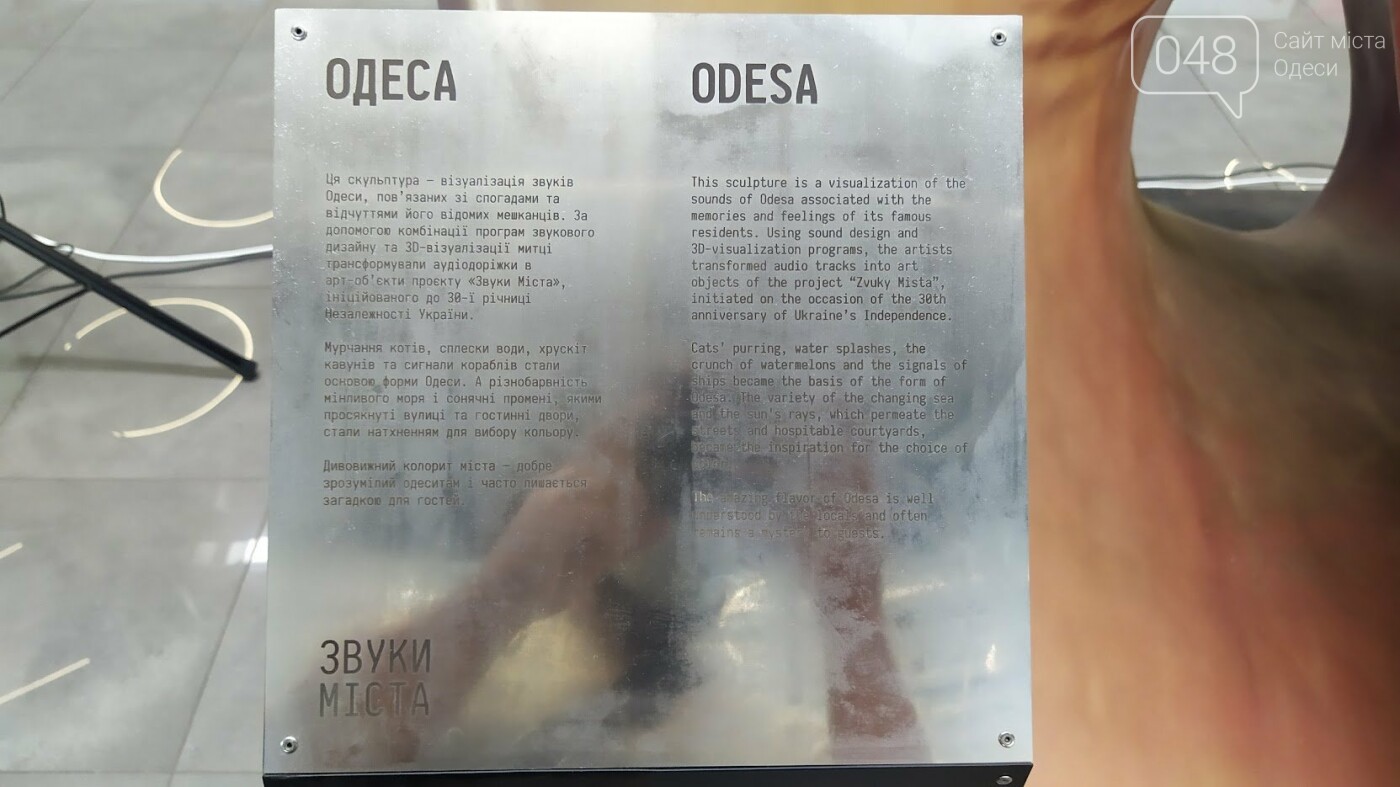 ОДЕСА
Ця скульптура – візуалізація звуків
Одеси, пов'язаних зі спогадами та
відчуттями його відомих мешканців. За
допомогою комбінації програм звукового
дизайну та 3D-візуалізації митці
трансформували аудіодоріжки в
арт-об'єкти проєкту «Звуки Міста»,
ініційованого до 30-ї річниці
Незалежності України.
Мурчання котів, сплески води, хрускіт
кавунів та сигнали кораблів стали
основою форми Одеси. А різнобарвність
мінливого моря і сонячні промені, якими
просякнуті вулиці та гостинні двори,
стали натхненням для вибору кольору.
Дивовижний колорит міста – добре
зрозумілий одеситам і часто лишається
загадкою для гостей.
ODESA
This sculpture is a visualization of the
sounds of Odesa associated with the
memories and feelings of its famous
residents. Using sound design and
3D-visualization programs, the artists
transformed audio tracks into art
objects of the project “Zvuky Mista”,
initiated on the occasion of the 30th
anniversary of Ukraine's Independence.
Cats' purring, water splashes, the
crunch of watermelons and the signals of
ships became the basis of the form of
Odesa. The variety of the changing sea
and the sun's rays, which permeate the
streets and hospitable courtyards,
became the inspiration for the choice of
The amazing flavor of Odesa is well
understood by the locals and often
remains a mystery to guests.
ЗВУКИ
МІСТА
048
Сайт міста
Одеси